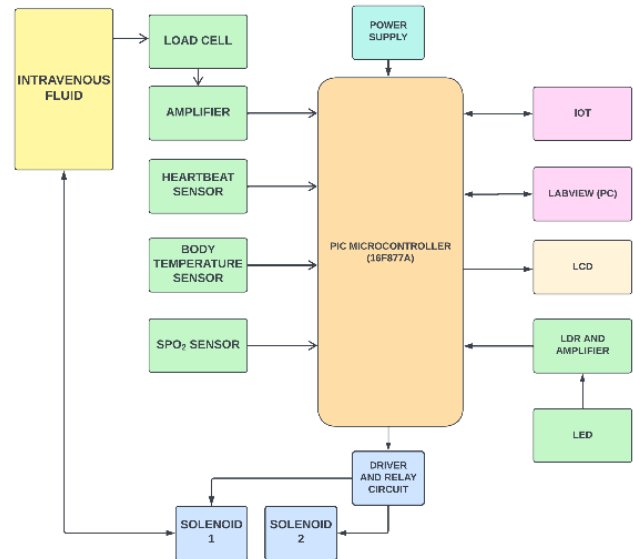 INTRAVENOUS
FLUID
LOAD CELL
AMPLIFIER
HEARTBEAT
SENSOR
BODY
TEMPERATURE
SENSOR
SPO₂ SENSOR
POWER
SUPPLY
PIC MICROCONTROLLER
(16F877A)
IOT
LABVIEW (PC)
LCD
LDR AND
AMPLIFIER
LED
DRIVER
AND RELAY
CIRCUIT
SOLENOID
1
SOLENOID
2